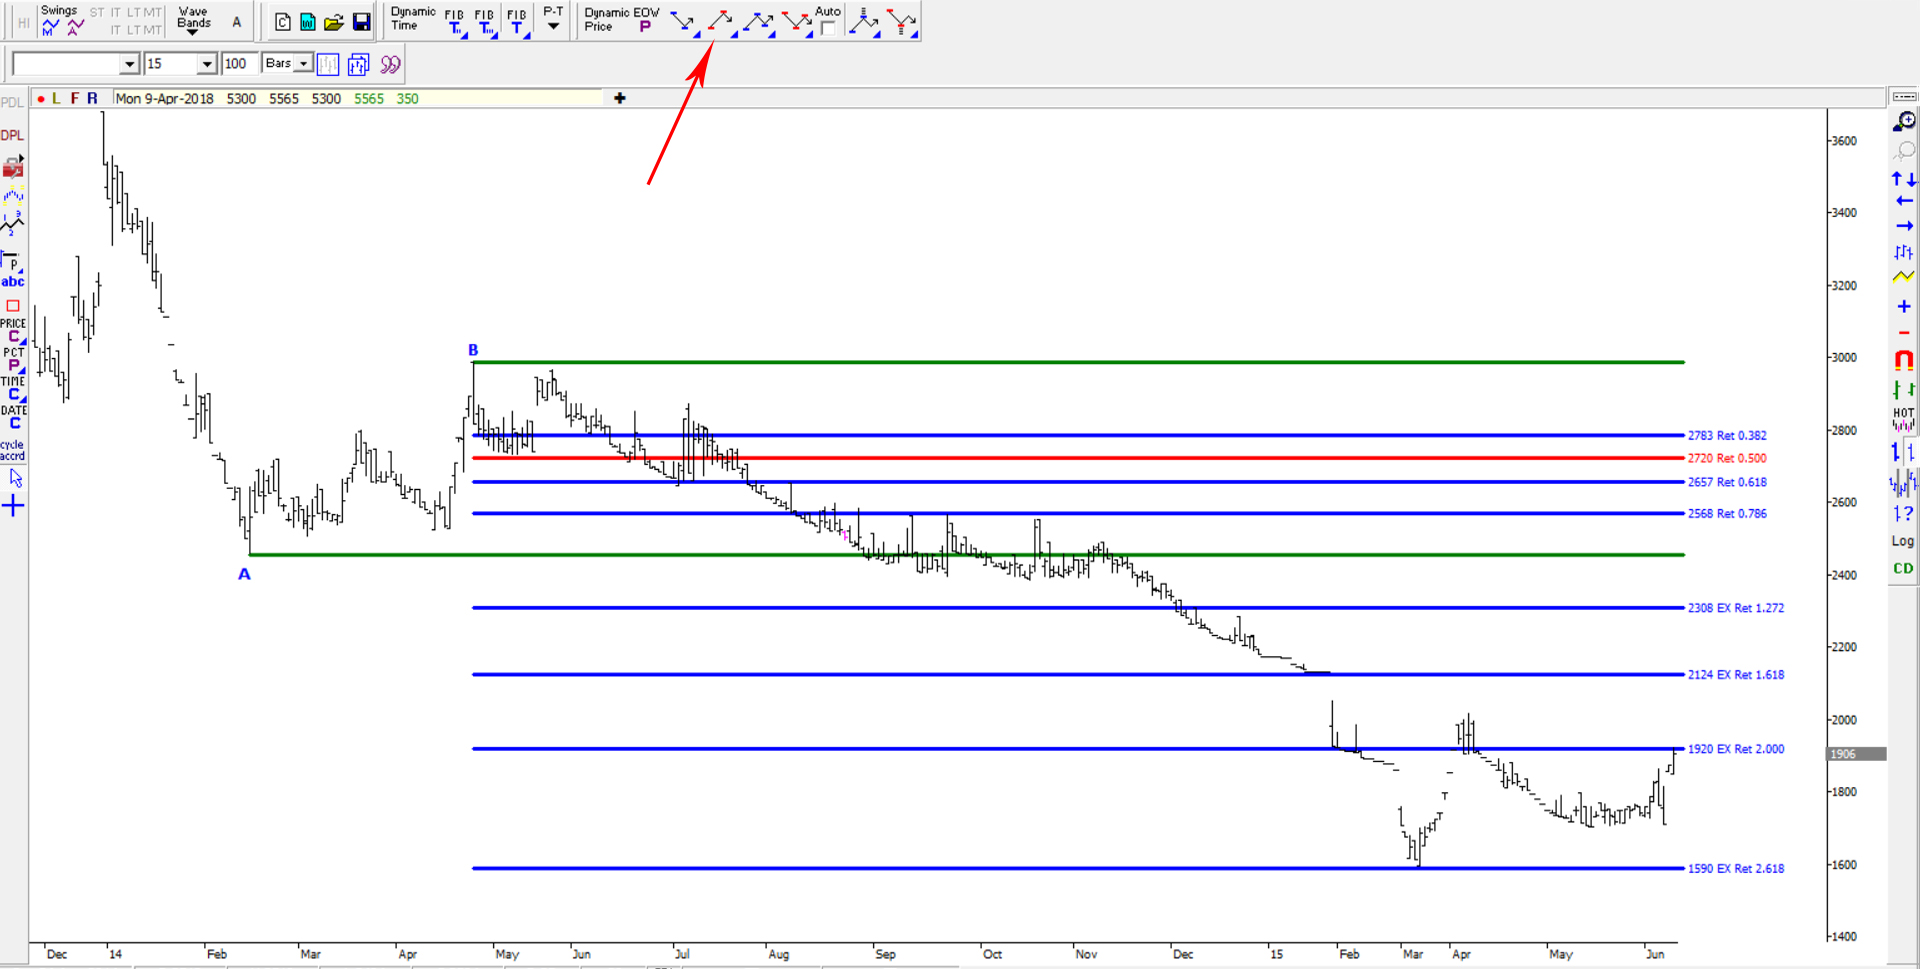 HI
Swings
M A
ST IT LT MT
IT LT MT
Wave
Bands
A
C W
Dynamic
Time
FIB
T
FIB
Tn
FIB
T
P-T
Dynamic EOW
Price P
Auto
15
100
Bars
PDL
L F R Mon 9-Apr-2018 5300 5565 5300 5565 350
DPL
P
abc
PRICE
C
PCT
P
TIME
C
DATE
C
cycle
accrd
A
B
2783 Ret 0.382
2720 Ret 0.500
2657 Ret 0.618
2568 Ret 0.786
2308 EX Ret 1.272
2124 EX Ret 1.618
1920 EX Ret 2.000
1590 EX Ret 2.618
3600
3400
3200
3000
2800
2600
2400
2200
2000
1906
1800
1600
1400
HOT
?
Log
CD
Dec 14 Feb Mar Apr May Jun Jul Aug Sep Oct Nov Dec 15 Feb Mar Apr May Jun